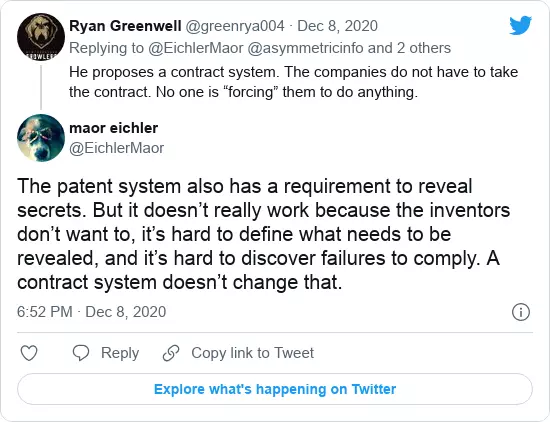 Ryan Greenwell @greenrya004 · Dec 8, 2020
Replying to @EichlerMaor @asymmetricinfo and 2 others
He proposes a contract system. The companies do not have to take
the contract. No one is “forcing” them to do anything.
maor eichler
@EichlerMaor
The patent system also has a requirement to reveal
secrets. But it doesn’t really work because the inventors
don’t want to, it’s hard to define what needs to be
revealed, and it’s hard to discover failures to comply. A
contract system doesn’t change that.
6:52 PM · Dec 8, 2020
Reply
Copy link to Tweet
Explore what's happening on Twitter